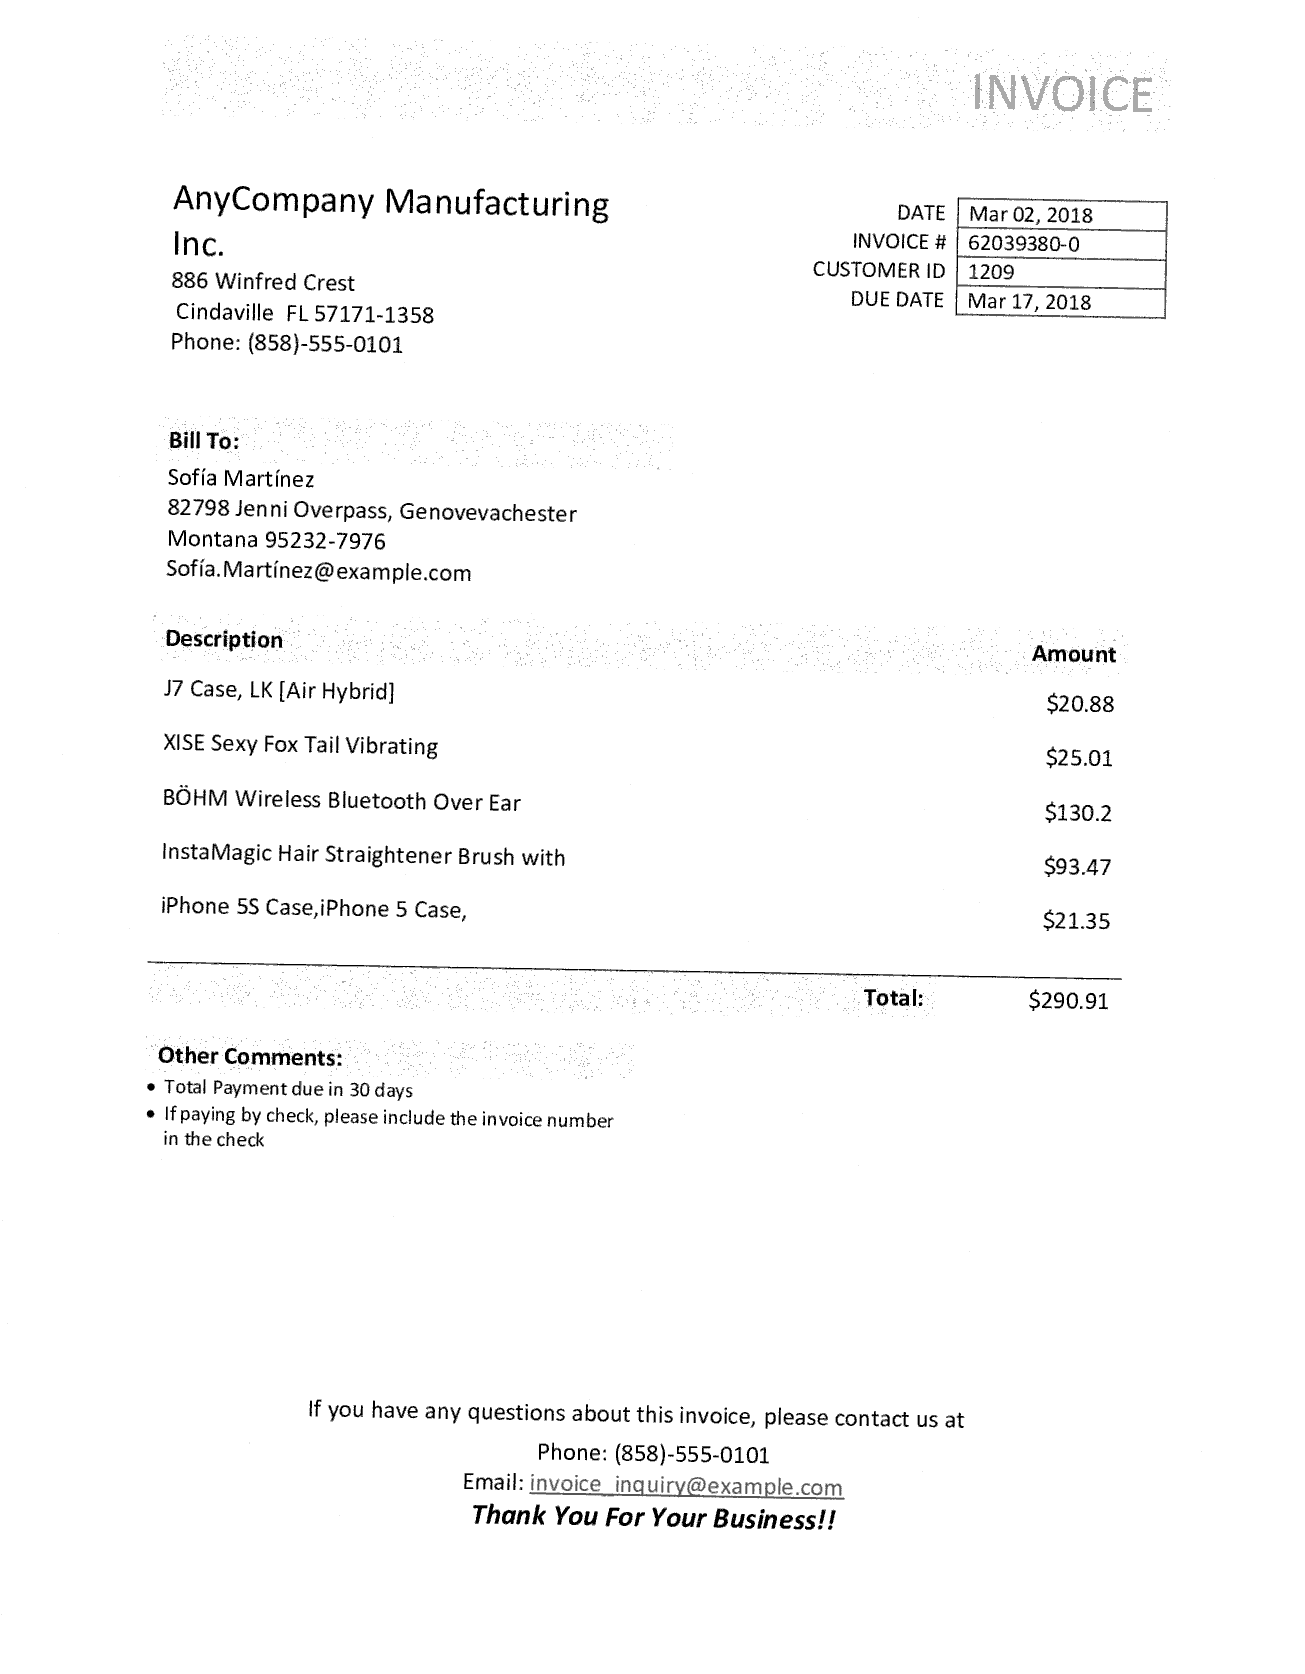 INVOICE
AnyCompany Manufacturing
Inc.
886 Winfred Crest
Cindaville FL 57171-1358
Phone: (858)-555-0101
DATE Mar 02, 2018
INVOICE # 62039380-0
CUSTOMER ID 1209
DUE DATE Mar 17, 2018
Bill To:
Sofía Martínez
82798 Jenni Overpass, Genovevachester
Montana 95232-7976
Sofía.Martínez@example.com
Description Amount
J7 Case, LK [Air Hybrid] $20.88
XISE Sexy Fox Tail Vibrating $25.01
BÖHM Wireless Bluetooth Over Ear $130.2
InstaMagic Hair Straightener Brush with $93.47
iPhone 5S Case,iPhone 5 Case, $21.35
Total: $290.91
Other Comments:
• Total Payment due in 30 days
• If paying by check, please include the invoice number
in the check
If you have any questions about this invoice, please contact us at
Phone: (858)-555-0101
Email: invoice_inquiry@example.com
Thank You For Your Business!!